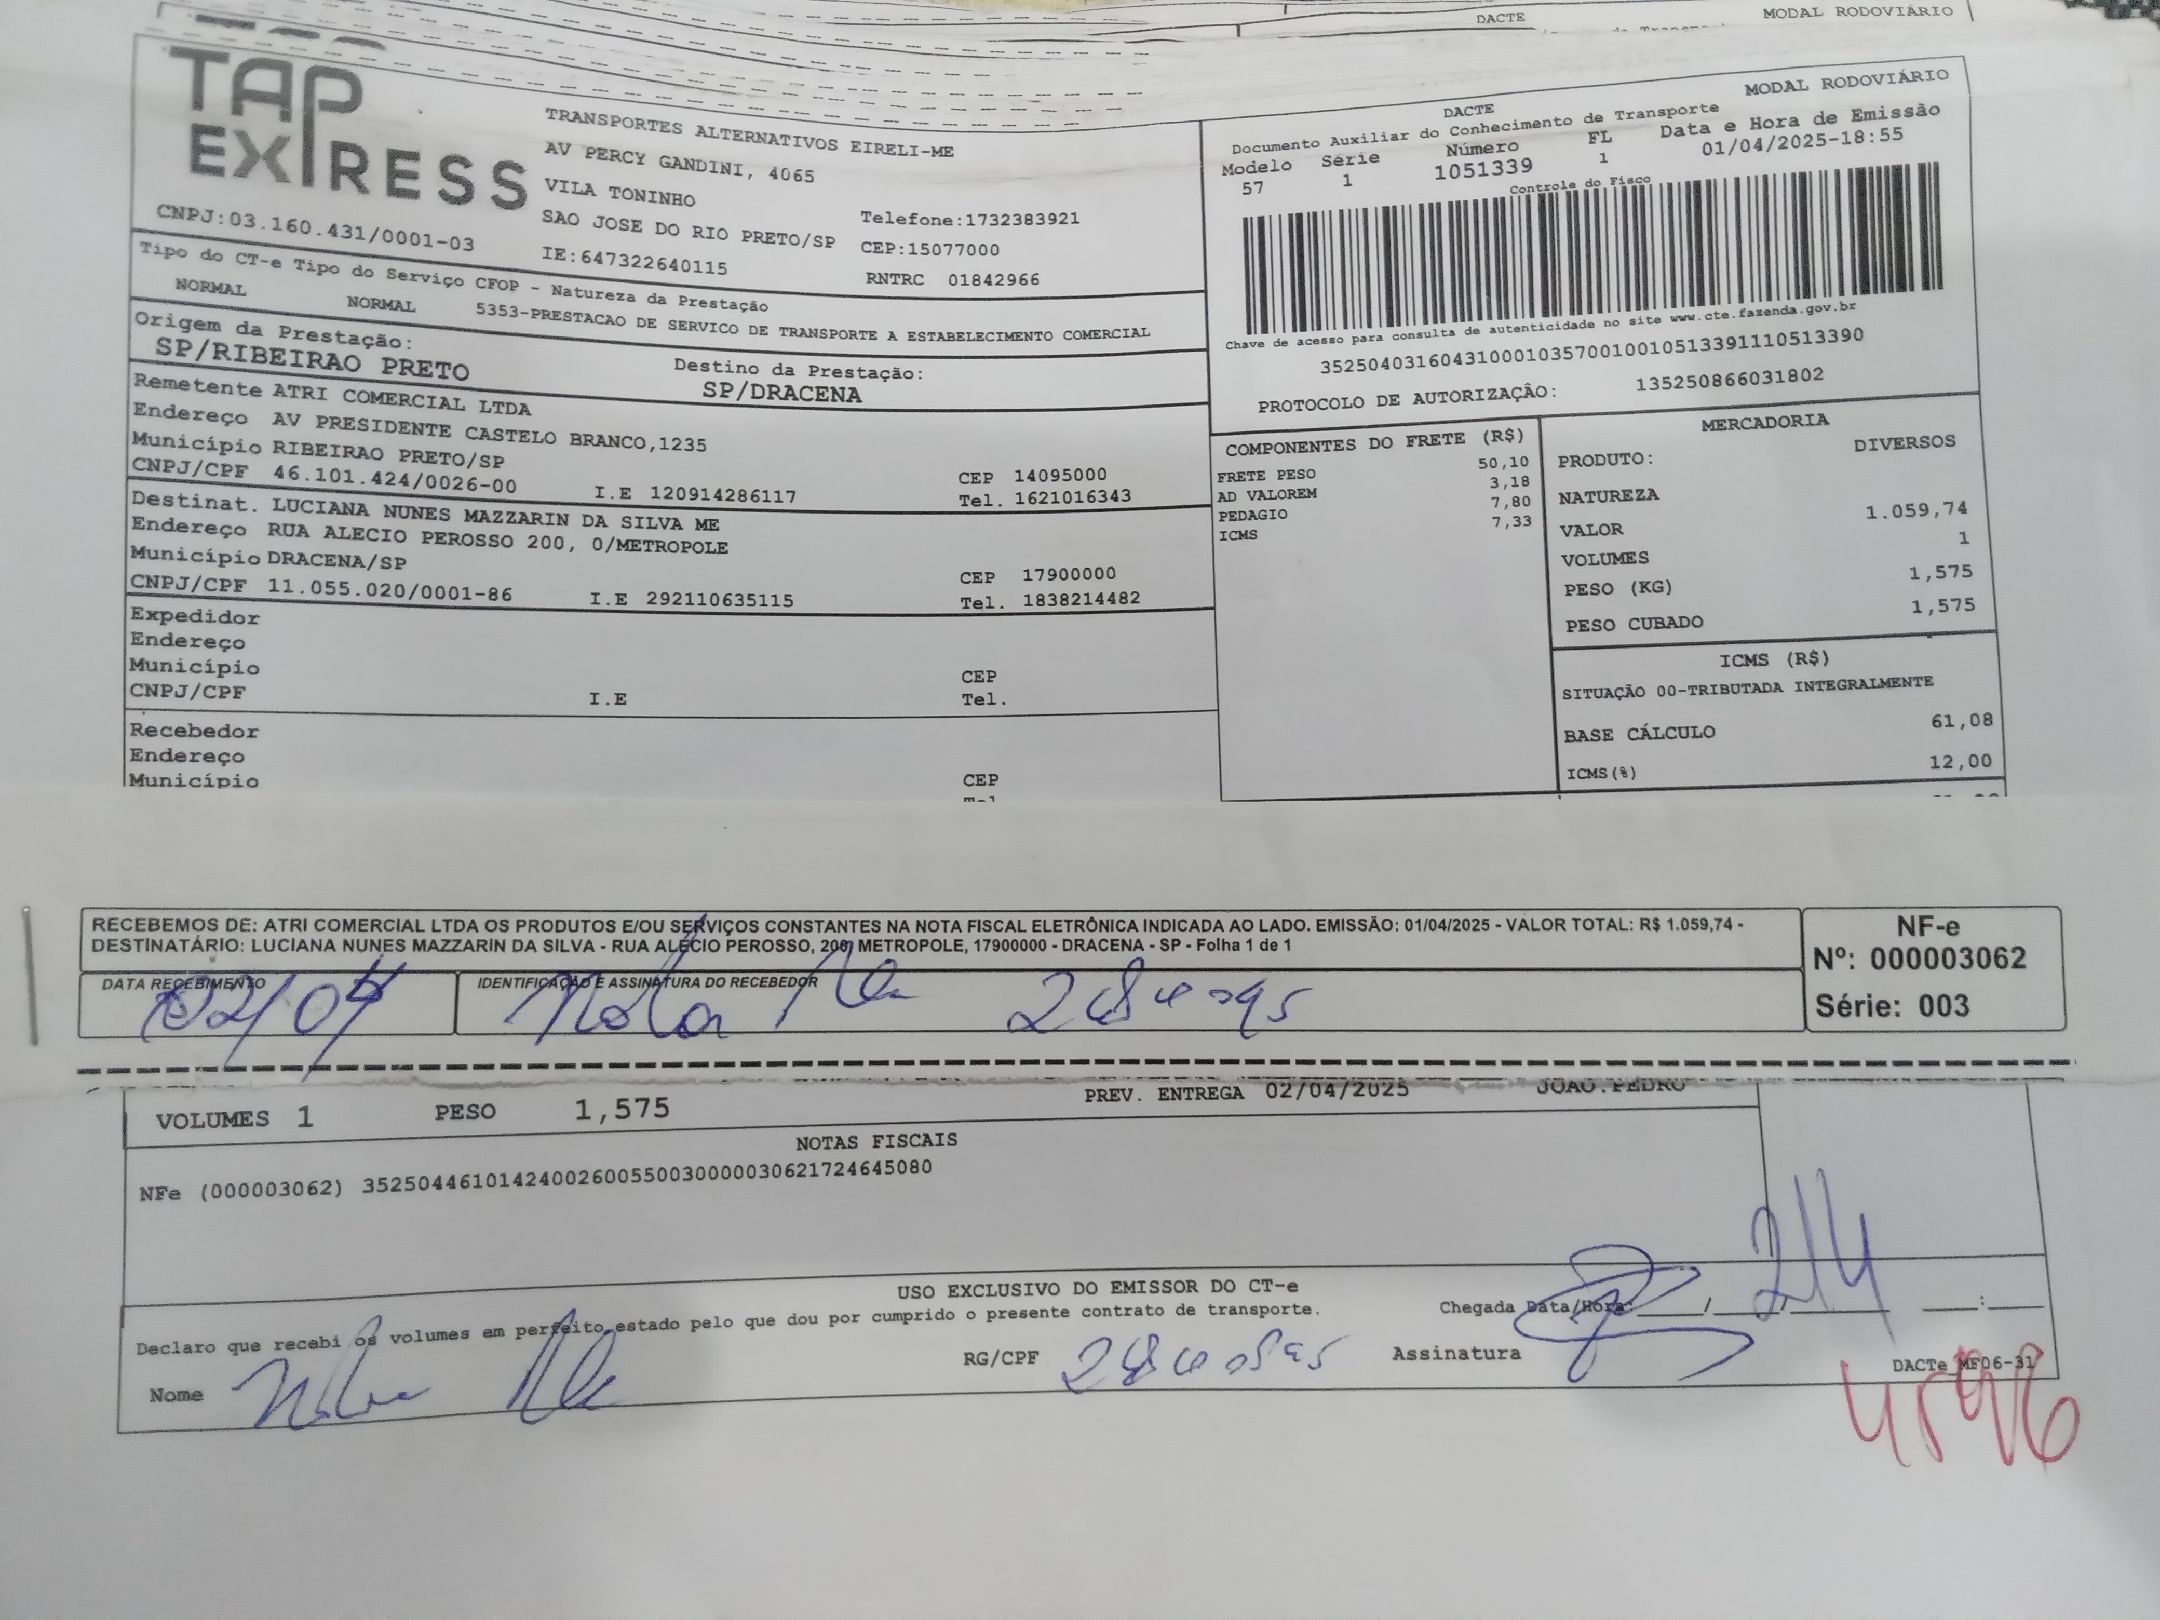 DACTE MODAL RODOVIÁRIO
TAP EXPRESS
CNPJ:03.160.431/0001-03
TRANSPORTES ALTERNATIVOS EIRELI-ME
AV PERCY GANDINI, 4065
VILA TONINHO
SAO JOSE DO RIO PRETO/SP
IE:647322640115
Telefone:1732383921
CEP:15077000
RNTRC 01842966
MODAL RODOVIÁRIO
DACTE
Documento Auxiliar do Conhecimento de Transporte
Modelo Série Número FL Data e Hora de Emissão
57 1 1051339 1 01/04/2025-18:55
Controle do Fisco
Chave de acesso para consulta de autenticidade no site www.cte.fazenda.gov.br
35250403160431000103570010010513391110513390
PROTOCOLO DE AUTORIZAÇÃO: 135250866031802
Tipo do CT-e Tipo do Serviço CFOP - Natureza da Prestação
NORMAL NORMAL 5353-PRESTACAO DE SERVICO DE TRANSPORTE A ESTABELECIMENTO COMERCIAL
Origem da Prestação: Destino da Prestação:
SP/RIBEIRAO PRETO SP/DRACENA
Remetente ATRI COMERCIAL LTDA
Endereço AV PRESIDENTE CASTELO BRANCO,1235
Município RIBEIRAO PRETO/SP CEP 14095000
CNPJ/CPF 46.101.424/0026-00 I.E 120914286117 Tel. 1621016343
Destinat. LUCIANA NUNES MAZZARIN DA SILVA ME
Endereço RUA ALECIO PEROSSO 200, 0/METROPOLE
Município DRACENA/SP CEP 17900000
CNPJ/CPF 11.055.020/0001-86 I.E 292110635115 Tel. 1838214482
Expedidor
Endereço
Município CEP
CNPJ/CPF I.E Tel.
Recebedor
Endereço
Município CEP
Tel
COMPONENTES DO FRETE (R$)
FRETE PESO 50,10
AD VALOREM 3,18
PEDAGIO 7,80
ICMS 7,33
MERCADORIA
PRODUTO: DIVERSOS
NATUREZA
VALOR 1.059,74
VOLUMES 1
PESO (KG) 1,575
PESO CUBADO 1,575
ICMS (R$)
SITUAÇÃO 00-TRIBUTADA INTEGRALMENTE
BASE CÁLCULO 61,08
ICMS(%) 12,00
RECEBEMOS DE: ATRI COMERCIAL LTDA OS PRODUTOS E/OU SERVIÇOS CONSTANTES NA NOTA FISCAL ELETRÔNICA INDICADA AO LADO. EMISSÃO: 01/04/2025 - VALOR TOTAL: R$ 1.059,74 -
DESTINATÁRIO: LUCIANA NUNES MAZZARIN DA SILVA - RUA ALECIO PEROSSO, 200, METROPOLE, 17900000 - DRACENA - SP - Folha 1 de 1
NF-e
Nº: 000003062
Série: 003
DATA RECEBIMENTO IDENTIFICAÇÃO E ASSINATURA DO RECEBEDOR
02/04
VOLUMES 1 PESO 1,575 PREV. ENTREGA 02/04/2025 JOAO.PEDRO
NOTAS FISCAIS
NFe (000003062) 35250446101424002600550030000030621724645080
USO EXCLUSIVO DO EMISSOR DO CT-e
Declaro que recebi os volumes em perfeito estado pelo que dou por cumprido o presente contrato de transporte. Chegada Data/Hora: / / :
2/4
Nome RG/CPF Assinatura DACTe MF06-31